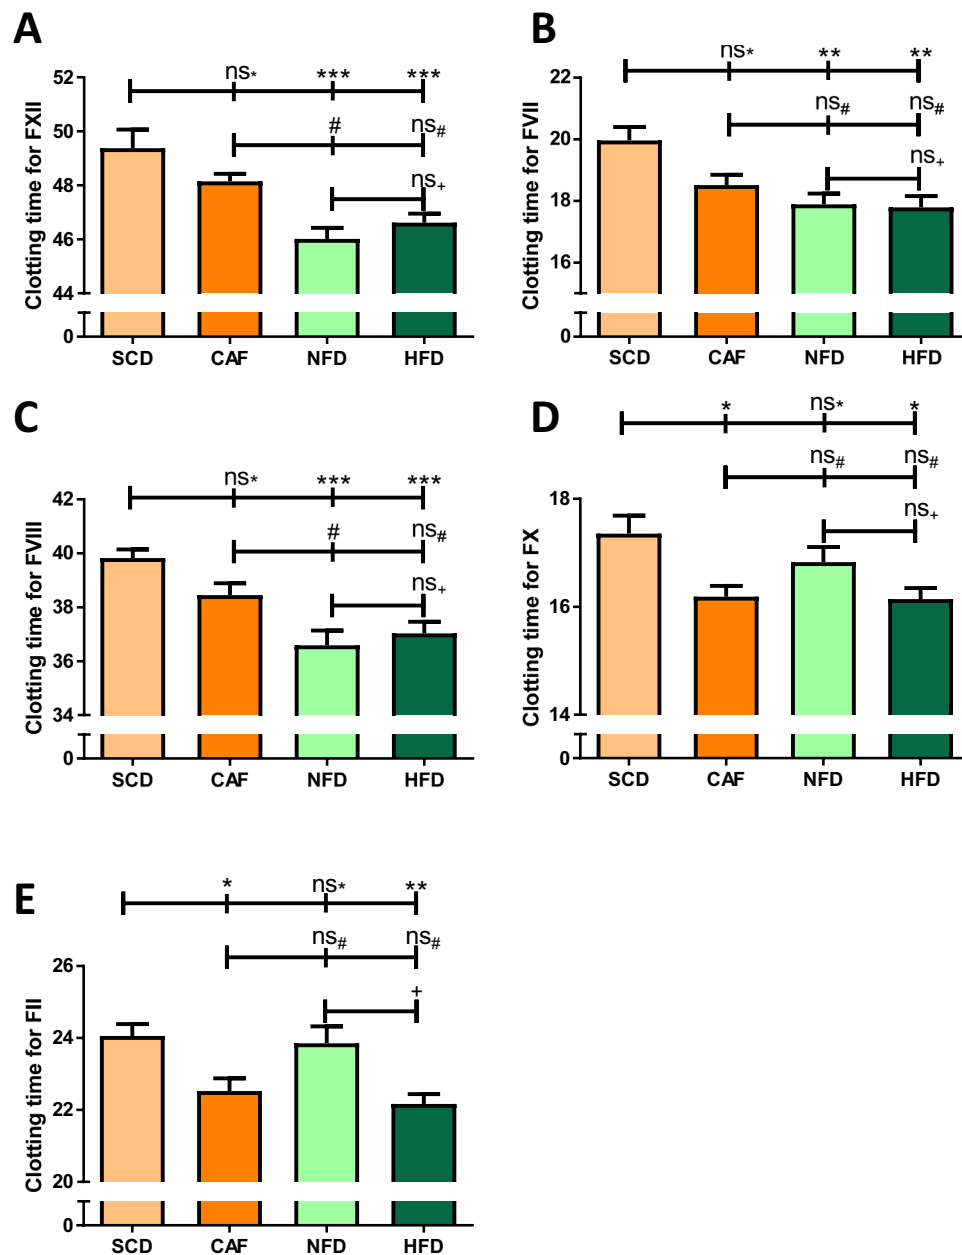 A
ns* *** ***
# ns#
ns+
Clotting time for FXII
52
50
48
46
44
0
SCD CAF NFD HFD
B
ns* ** **
ns# ns#
ns+
Clotting time for FVII
22
20
18
16
0
SCD CAF NFD HFD
C
ns* *** ***
# ns#
ns+
Clotting time for FVIII
42
40
38
36
34
0
SCD CAF NFD HFD
D
* ns* *
ns# ns#
ns+
Clotting time for FX
18
16
14
0
SCD CAF NFD HFD
E
* ns* **
ns# ns#
+
Clotting time for FII
26
24
22
20
0
SCD CAF NFD HFD